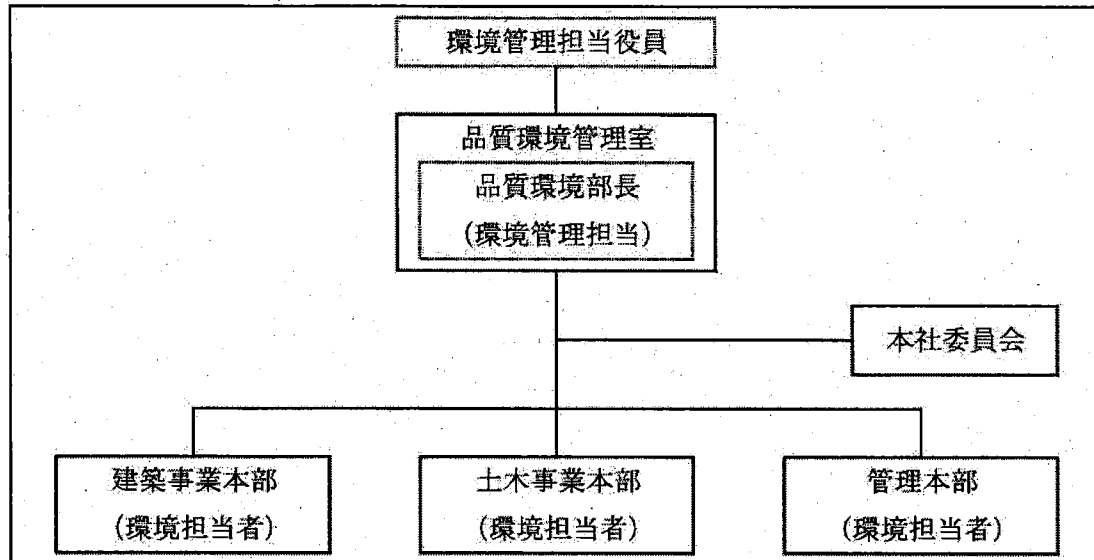 環境管理担当役員
品質環境管理室
品質環境部長
(環境管理担当)
本社委員会
建築事業本部
(環境担当者)
土木事業本部
(環境担当者)
管理本部
(環境担当者)